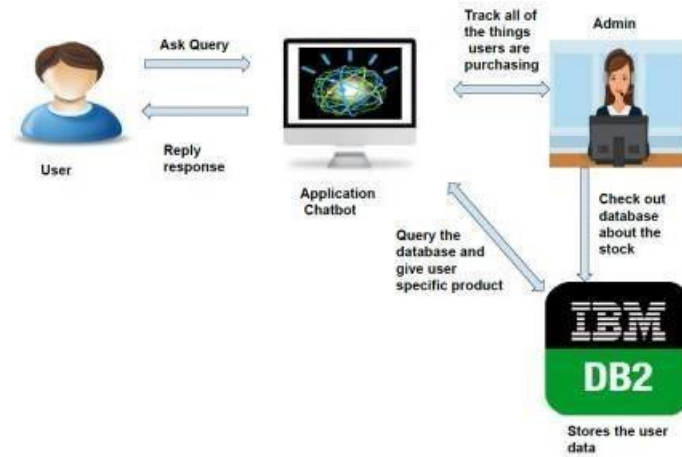 Ask Query
Reply
response
User
Application
Chatbot
Track all of
the things
users are
purchasing
Admin
Query the
database and
give user
specific product
Check out
database
about the
stock
IBM
DB2
Stores the user
data